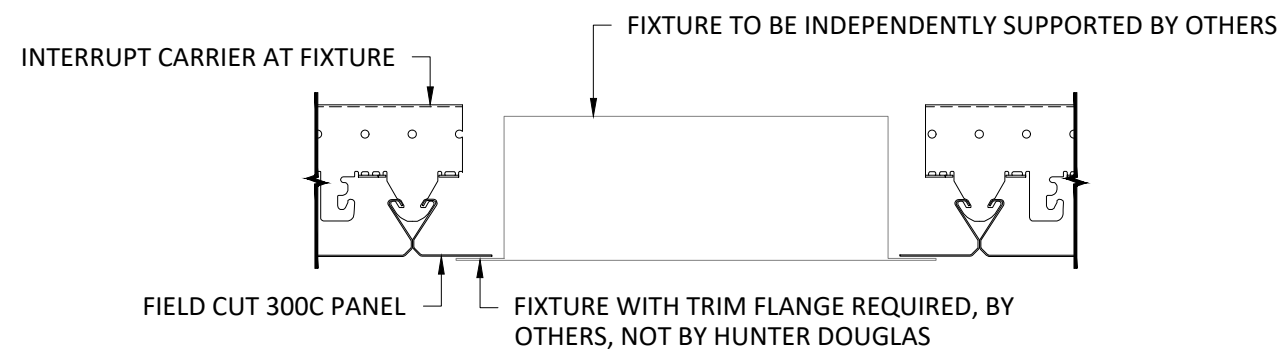 FIXTURE TO BE INDEPENDENTLY SUPPORTED BY OTHERS
INTERRUPT CARRIER AT FIXTURE
FIELD CUT 300C PANEL
FIXTURE WITH TRIM FLANGE REQUIRED, BY
OTHERS, NOT BY HUNTER DOUGLAS